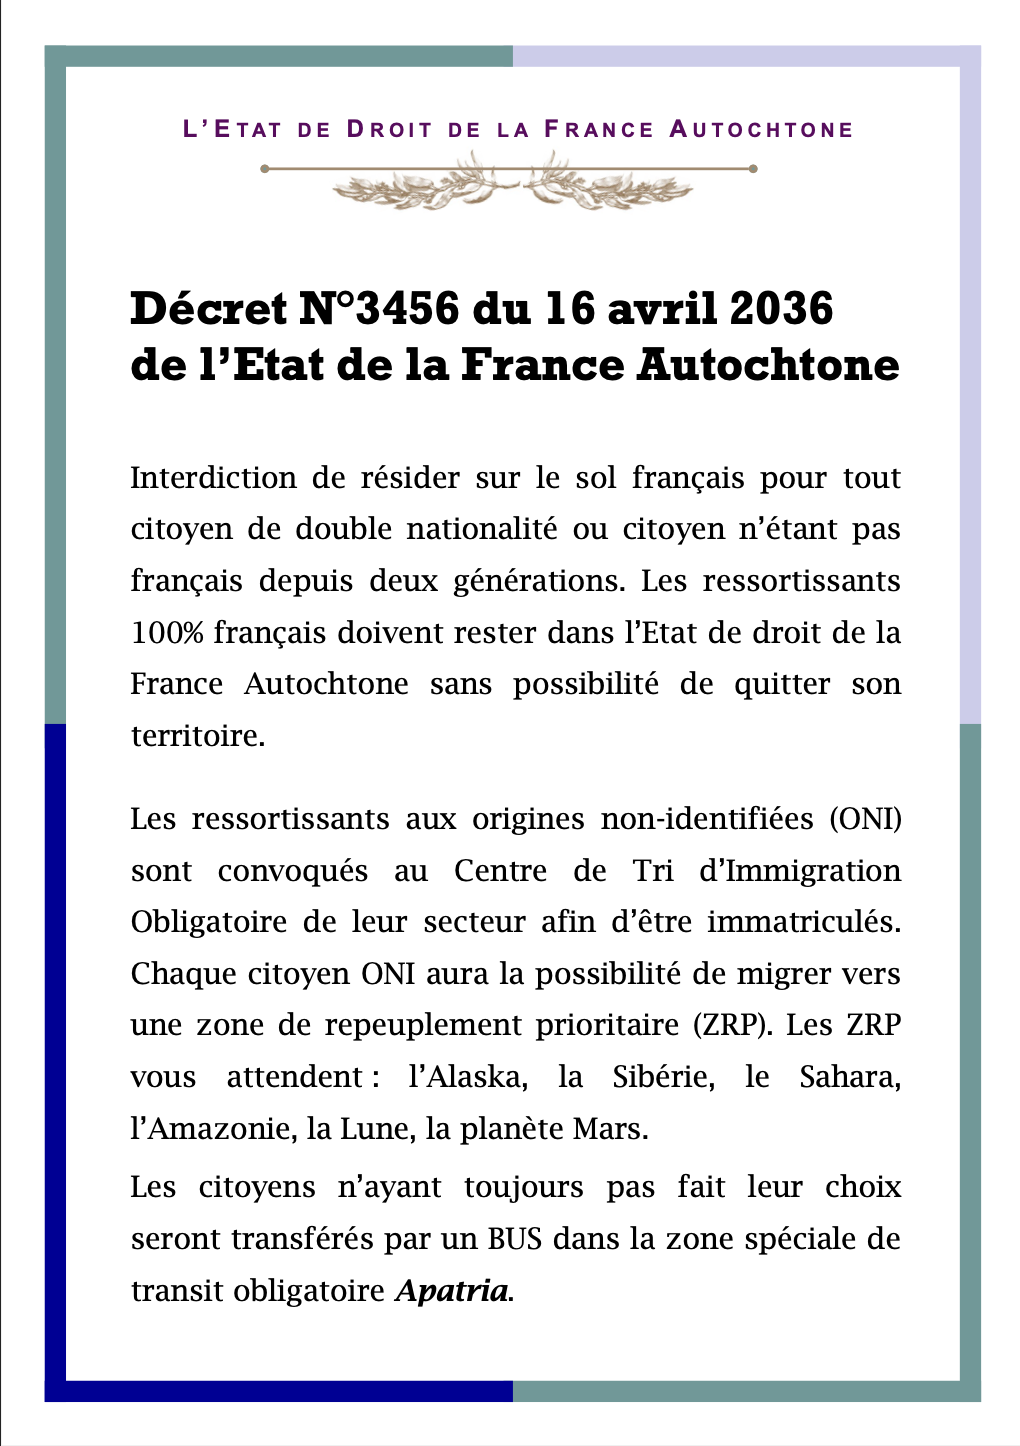 L’Etat de Droit de la France Autochtone
Décret N°3456 du 16 avril 2036
de l’Etat de la France Autochtone
Interdiction de résider sur le sol français pour tout
citoyen de double nationalité ou citoyen n’étant pas
français depuis deux générations. Les ressortissants
100% français doivent rester dans l’Etat de droit de la
France Autochtone sans possibilité de quitter son
territoire.
Les ressortissants aux origines non-identifiées (ONI)
sont convoqués au Centre de Tri d’Immigration
Obligatoire de leur secteur afin d’être immatriculés.
Chaque citoyen ONI aura la possibilité de migrer vers
une zone de repeuplement prioritaire (ZRP). Les ZRP
vous attendent : l’Alaska, la Sibérie, le Sahara,
l’Amazonie, la Lune, la planète Mars.
Les citoyens n’ayant toujours pas fait leur choix
seront transférés par un BUS dans la zone spéciale de
transit obligatoire Apatria.